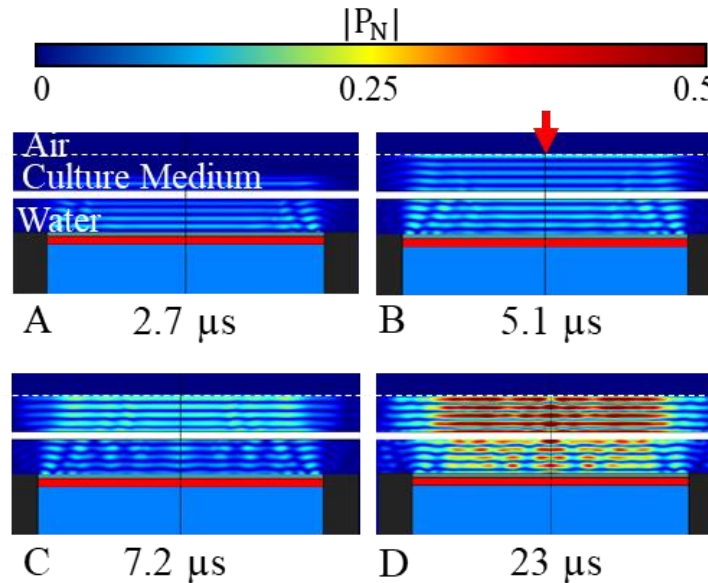 |P_N|
0 0.25 0.5
Air
Culture Medium
Water
A 2.7 µs
B 5.1 µs
C 7.2 µs
D 23 µs